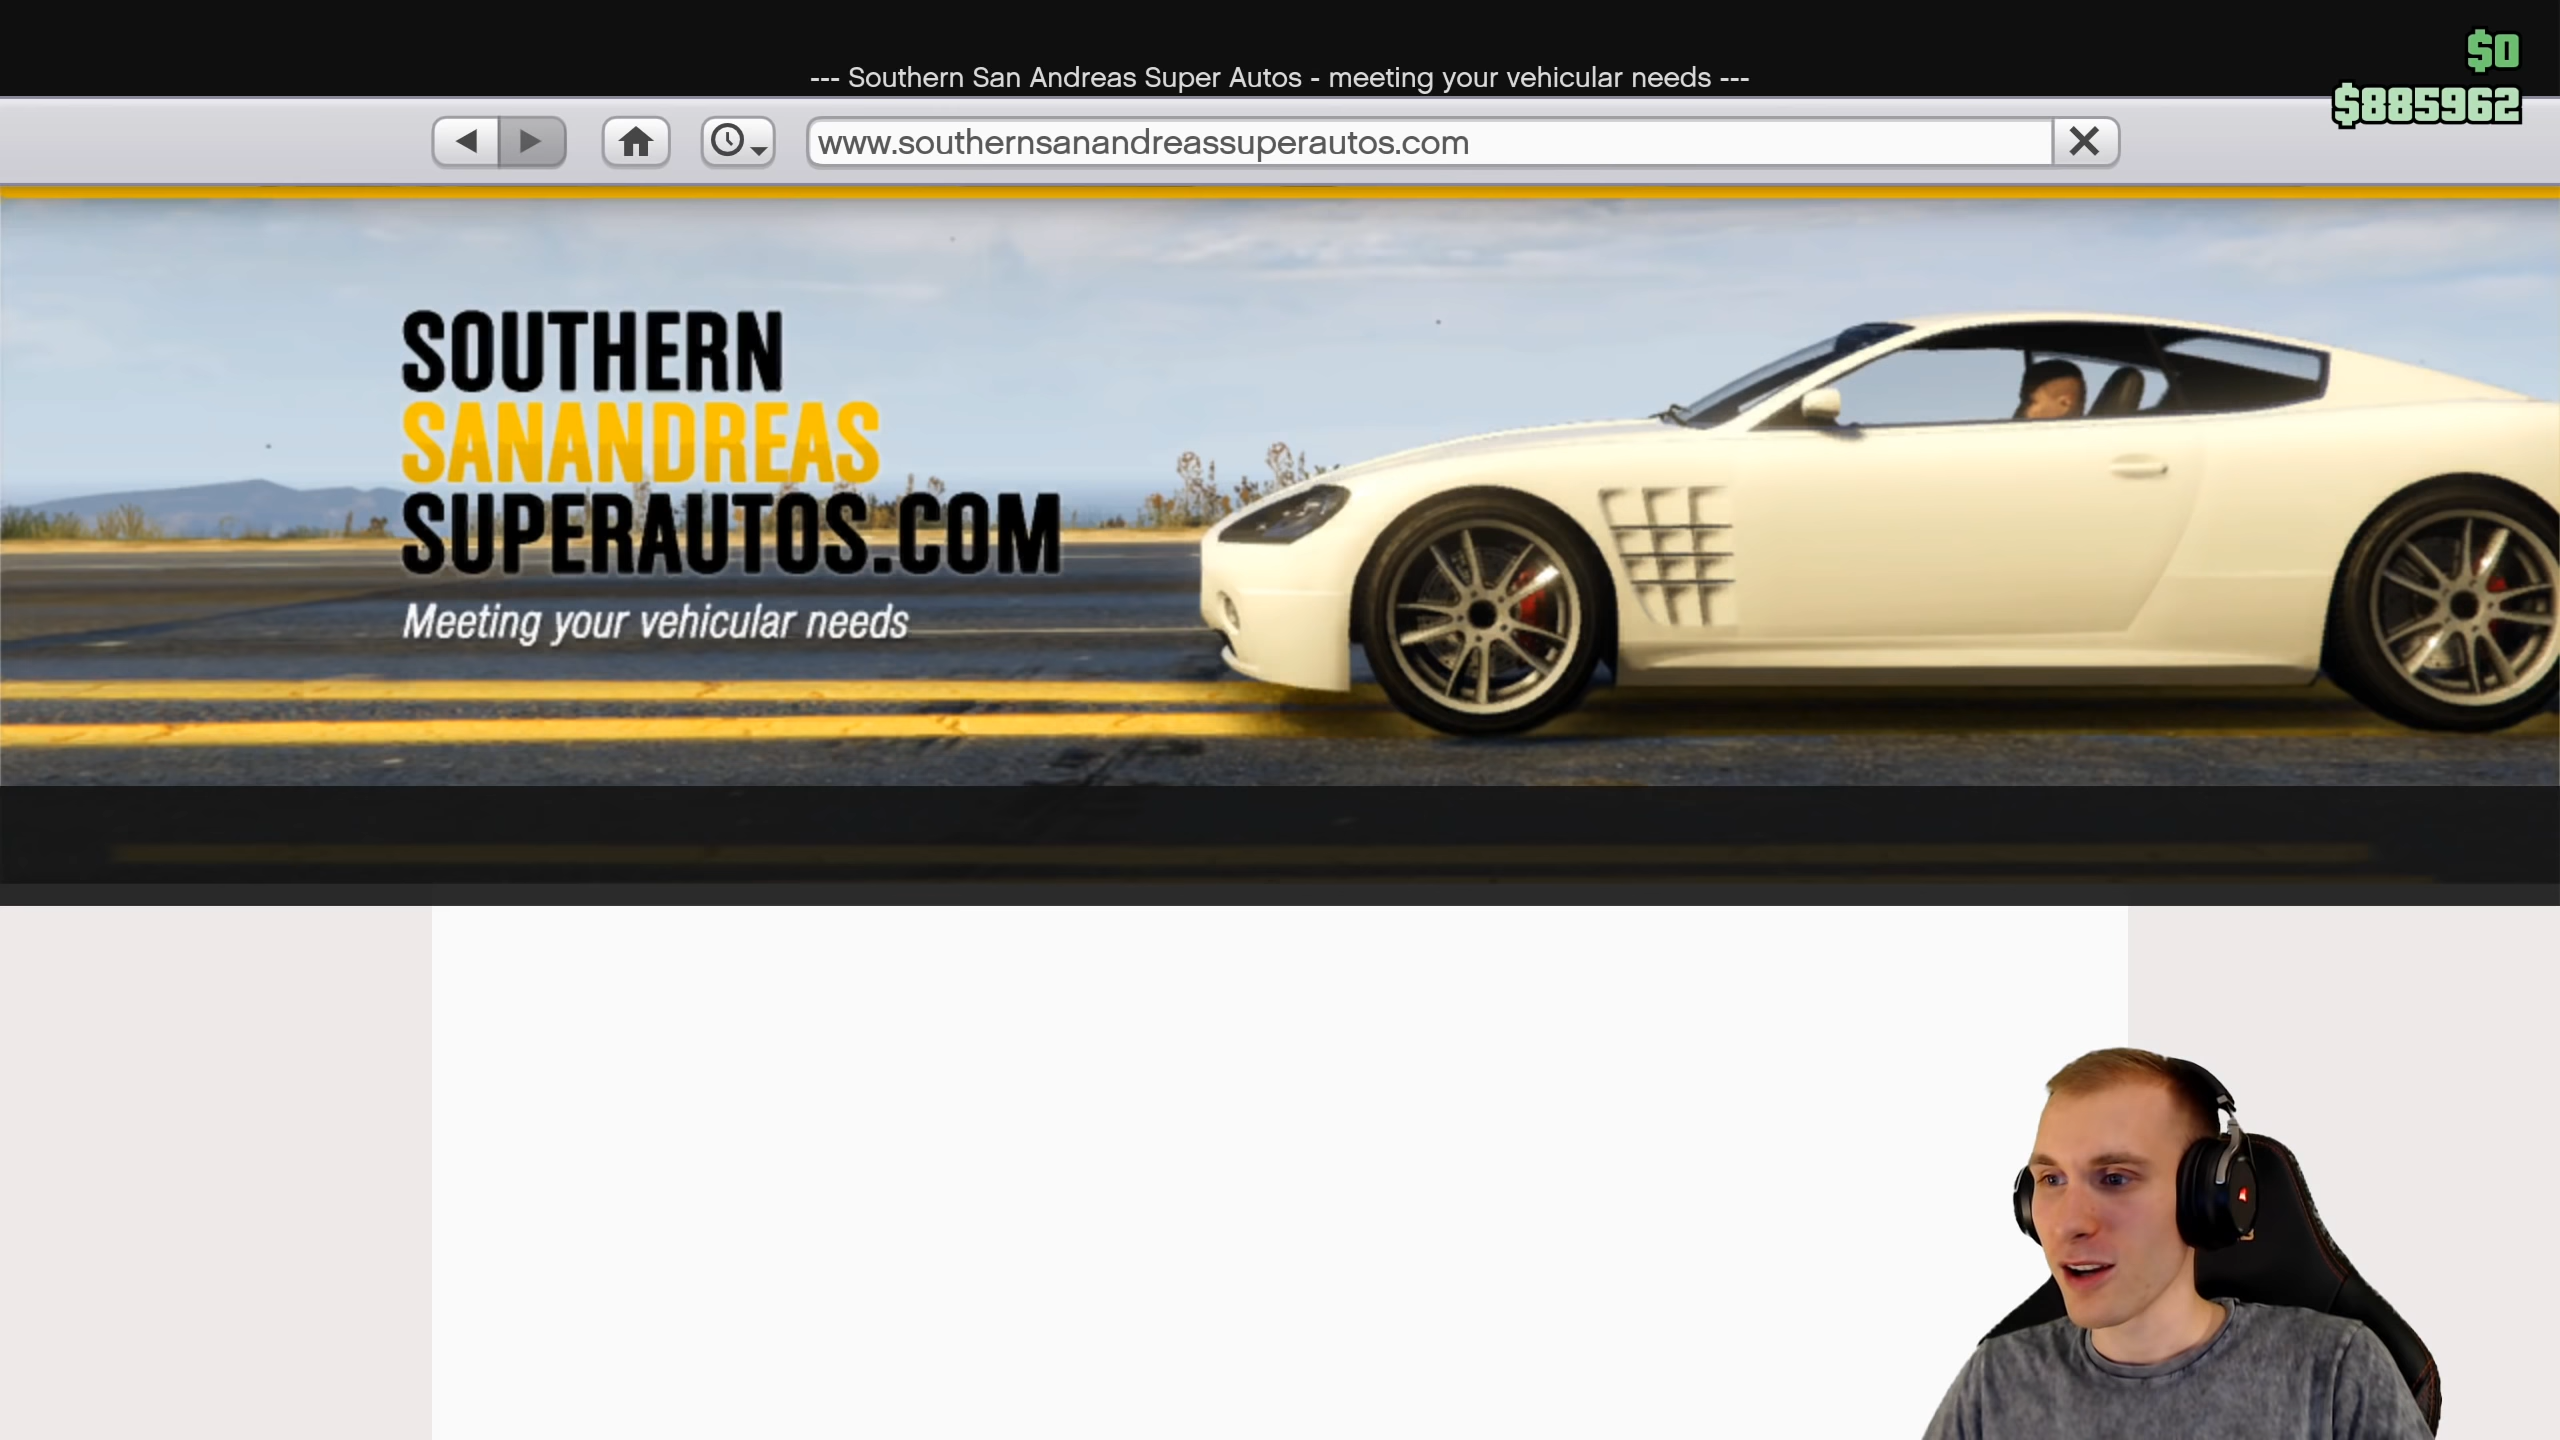 $0
--- Southern San Andreas Super Autos - meeting your vehicular needs ---
$885962
www.southernsanandreassuperautos.com
SOUTHERN
SANANDREAS
SUPERAUTOS.COM
Meeting your vehicular needs